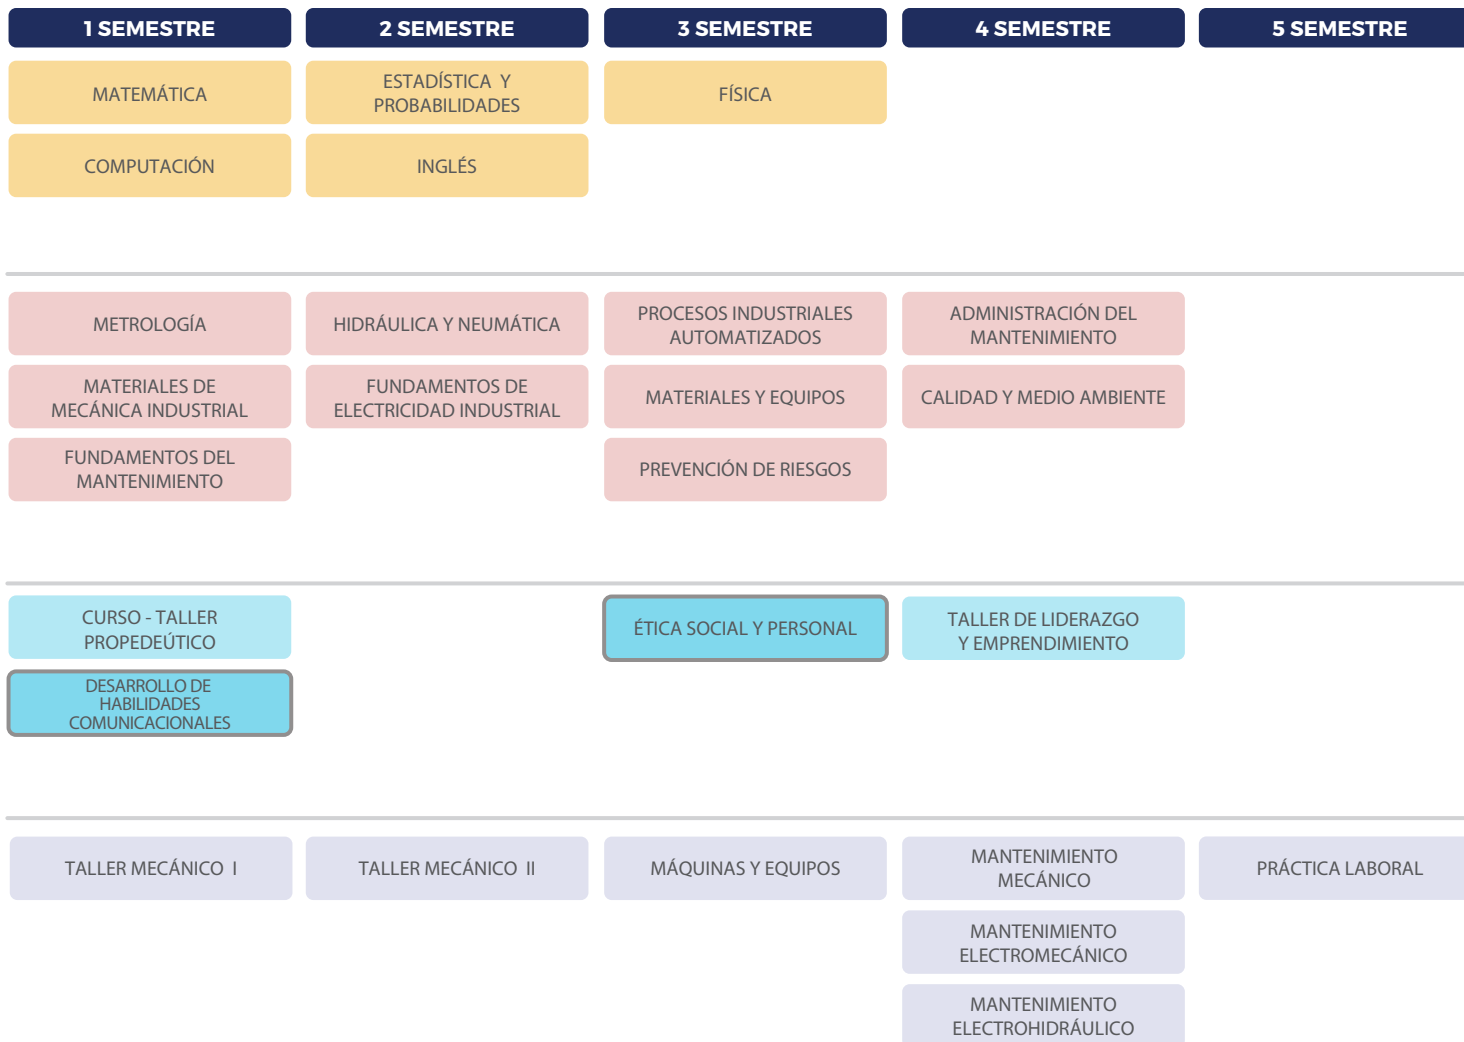 1 SEMESTRE
2 SEMESTRE
3 SEMESTRE
4 SEMESTRE
5 SEMESTRE
MATEMÁTICA
ESTADÍSTICA Y
PROBABILIDADES
FÍSICA
COMPUTACIÓN
INGLÉS
METROLOGÍA
HIDRÁULICA Y NEUMÁTICA
PROCESOS INDUSTRIALES
AUTOMATIZADOS
ADMINISTRACIÓN DEL
MANTENIMIENTO
MATERIALES DE
MECÁNICA INDUSTRIAL
FUNDAMENTOS DE
ELECTRICIDAD INDUSTRIAL
MATERIALES Y EQUIPOS
CALIDAD Y MEDIO AMBIENTE
FUNDAMENTOS DEL
MANTENIMIENTO
PREVENCIÓN DE RIESGOS
CURSO - TALLER
PROPEDEÚTICO
ÉTICA SOCIAL Y PERSONAL
TALLER DE LIDERAZGO
Y EMPRENDIMIENTO
DESARROLLO DE
HABILIDADES
COMUNICACIONALES
TALLER MECÁNICO I
TALLER MECÁNICO II
MÁQUINAS Y EQUIPOS
MANTENIMIENTO
MECÁNICO
PRÁCTICA LABORAL
MANTENIMIENTO
ELECTROMECÁNICO
MANTENIMIENTO
ELECTROHIDRÁULICO